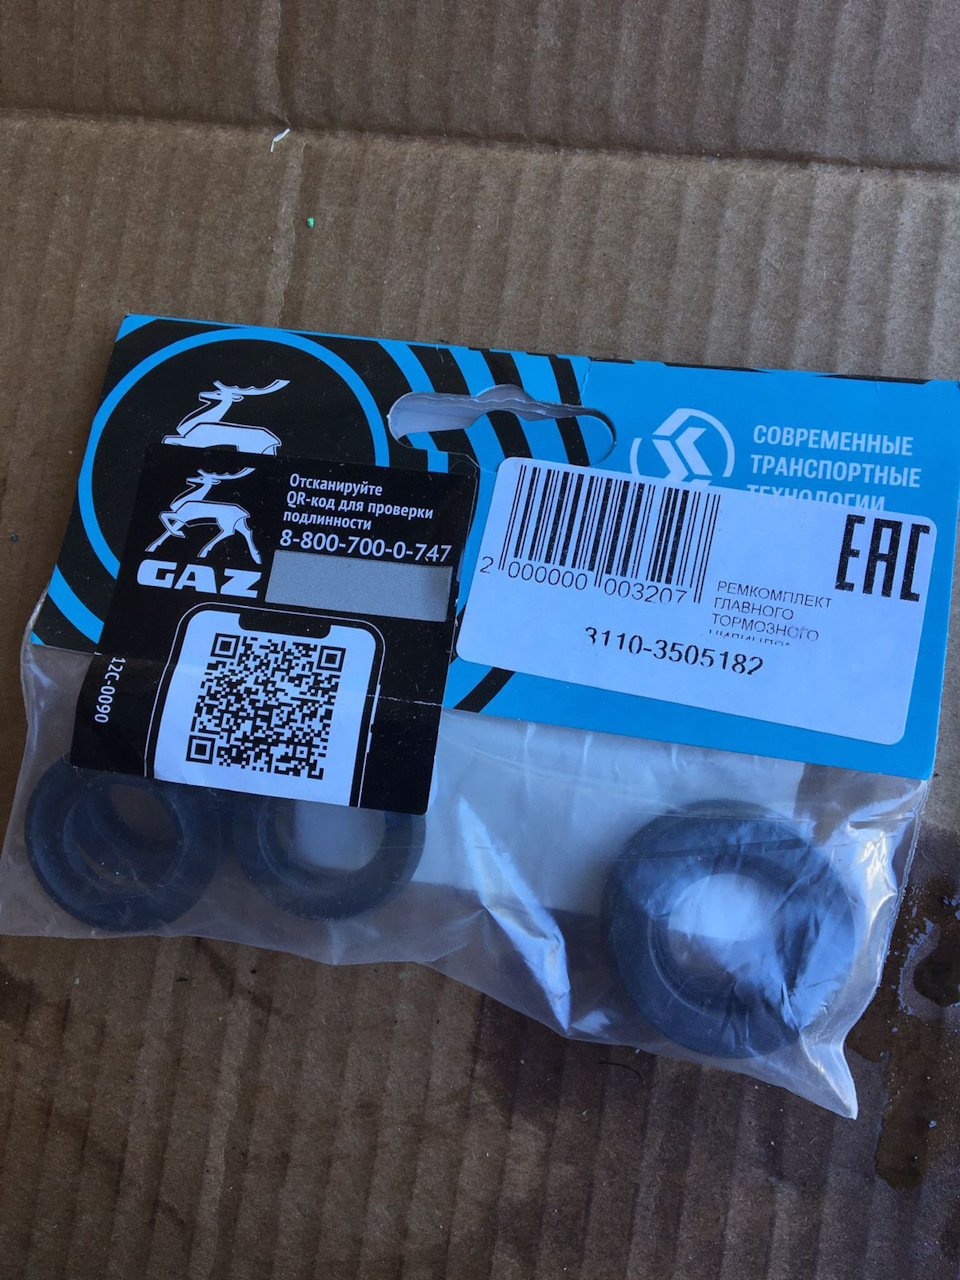 СОВРЕМЕННЫЕ
ТРАНСПОРТНЫЕ
ТЕХНОЛОГИИ
Отсканируйте
QR-код для проверки
подлинности
8-800-700-0-747
GAZ
12C-0090
2 000000 003207
EAC
РЕМКОМПЛЕКТ
ГЛАВНОГО
ТОРМОЗНОГО
3110-3505182